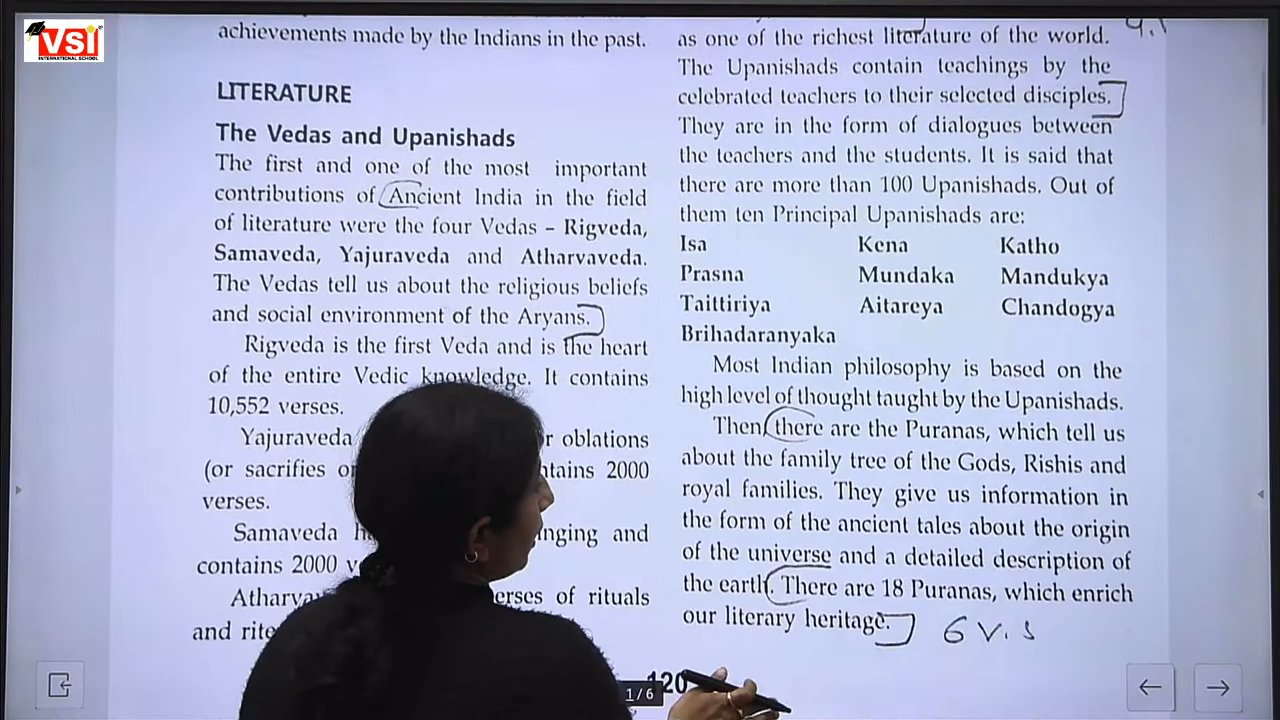 VSI
INTERNATIONAL SCHOOL
achievements made by the Indians in the past.
LITERATURE
The Vedas and Upanishads
The first and one of the most important
contributions of Ancient India in the field
of literature were the four Vedas – Rigveda,
Samaveda, Yajuraveda and Atharvaveda.
The Vedas tell us about the religious beliefs
and social environment of the Aryans.
Rigveda is the first Veda and is the heart
of the entire Vedic knowledge. It contains
10,552 verses.
Yajuraveda oblations
(or sacrifies 2000
verses.
Samaveda and
contains 2000
of rituals
and
as one of the richest literature of the world.
The Upanishads contain teachings by the
celebrated teachers to their selected disciples.
They are in the form of dialogues between
the teachers and the students. It is said that
there are more than 100 Upanishads. Out of
them ten Principal Upanishads are:
Isa Kena Katho
Prasna Mundaka Mandukya
Taittiriya Aitareya Chandogya
Brihadaranyaka
Most Indian philosophy is based on the
high level of thought taught by the Upanishads.
Then there are the Puranas, which tell us
about the family tree of the Gods, Rishis and
royal families. They give us information in
the form of the ancient tales about the origin
of the universe and a detailed description of
the earth. There are 18 Puranas, which enrich
our literary heritage.
6 V. S
120
1/6